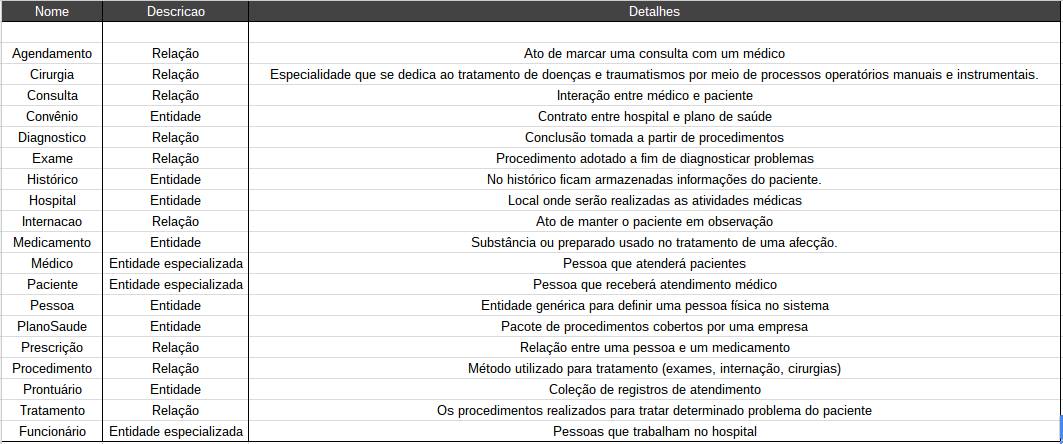 Nome Descricao Detalhes
Agendamento Relação Ato de marcar uma consulta com um médico
Cirurgia Relação Especialidade que se dedica ao tratamento de doenças e traumatismos por meio de processos operatórios manuais e instrumentais.
Consulta Relação Interação entre médico e paciente
Convênio Entidade Contrato entre hospital e plano de saúde
Diagnostico Relação Conclusão tomada a partir de procedimentos
Exame Relação Procedimento adotado a fim de diagnosticar problemas
Histórico Entidade No histórico ficam armazenadas informações do paciente.
Hospital Entidade Local onde serão realizadas as atividades médicas
Internacao Relação Ato de manter o paciente em observação
Medicamento Entidade Substância ou preparado usado no tratamento de uma afecção.
Médico Entidade especializada Pessoa que atenderá pacientes
Paciente Entidade especializada Pessoa que receberá atendimento médico
Pessoa Entidade Entidade genérica para definir uma pessoa física no sistema
PlanoSaude Entidade Pacote de procedimentos cobertos por uma empresa
Prescrição Relação Relação entre uma pessoa e um medicamento
Procedimento Relação Método utilizado para tratamento (exames, internação, cirurgias)
Prontuário Entidade Coleção de registros de atendimento
Tratamento Relação Os procedimentos realizados para tratar determinado problema do paciente
Funcionário Entidade especializada Pessoas que trabalham no hospital